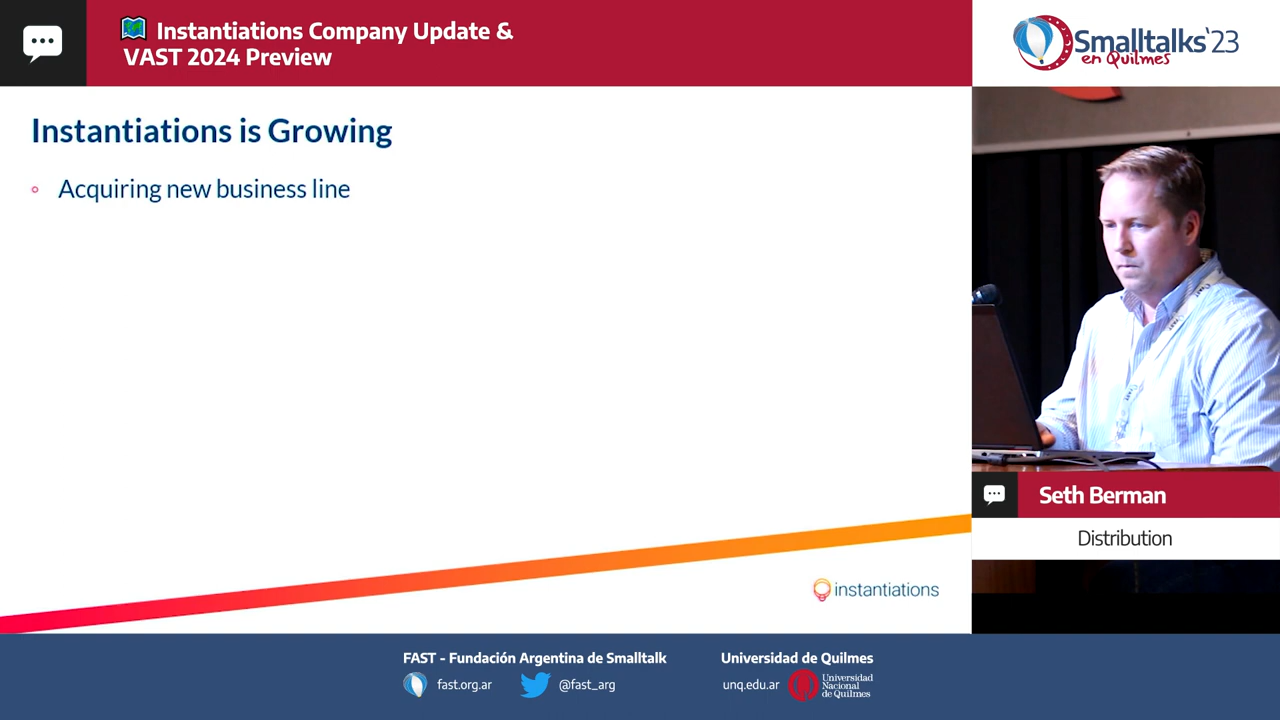 Instantiations Company Update &
VAST 2024 Preview
Smalltalks'23
en Quilmes
Instantiations is Growing
Acquiring new business line
instantiations
Seth Berman
Distribution
FAST - Fundación Argentina de Smalltalk
fast.org.ar
@fast_arg
Universidad de Quilmes
unq.edu.ar
Universidad
Nacional
de Quilmes